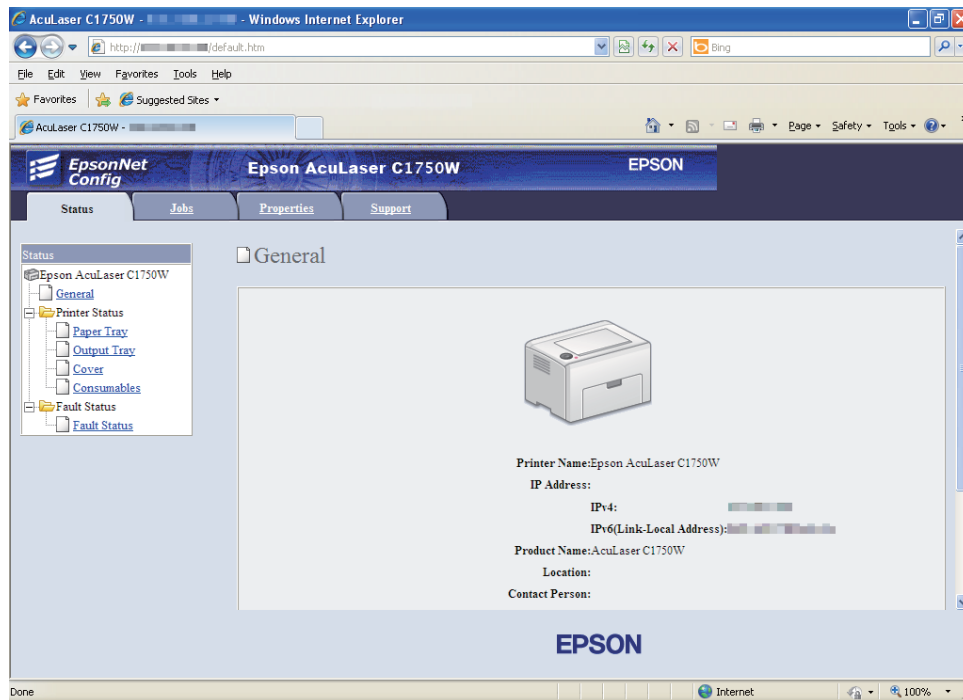 AcuLaser C1750W - - Windows Internet Explorer
http:// /default.htm
Bing
File Edit View Favorites Tools Help
Favorites Suggested Sites
AcuLaser C1750W -
Page Safety Tools
EpsonNet
Config
Epson AcuLaser C1750W
EPSON
Status Jobs Properties Support
Status
Epson AcuLaser C1750W
General
Printer Status
Paper Tray
Output Tray
Cover
Consumables
Fault Status
Fault Status
General
Printer Name:Epson AcuLaser C1750W
IP Address:
IPv4:
IPv6(Link-Local Address):
Product Name:AcuLaser C1750W
Location:
Contact Person:
EPSON
Done Internet 100%